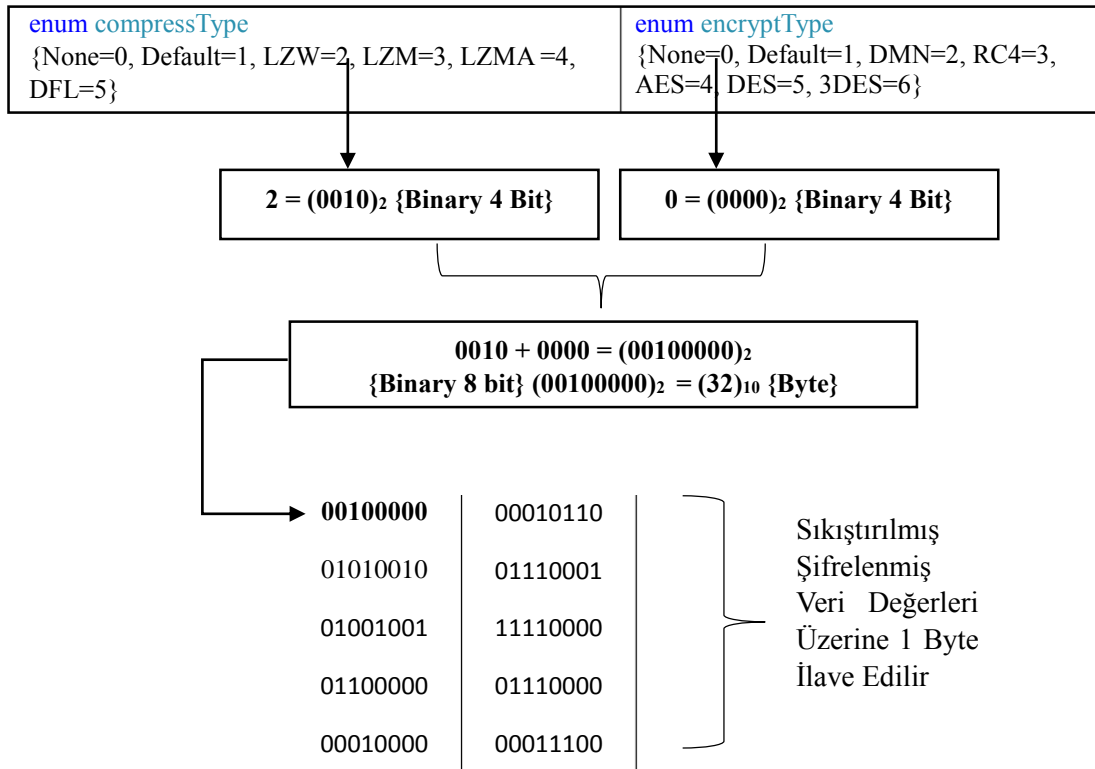 enum compressType
{None=0, Default=1, LZW=2, LZM=3, LZMA =4,
DFL=5}
enum encryptType
{None=0, Default=1, DMN=2, RC4=3,
AES=4, DES=5, 3DES=6}
2 = (0010)₂ {Binary 4 Bit}
0 = (0000)₂ {Binary 4 Bit}
0010 + 0000 = (00100000)₂
{Binary 8 bit} (00100000)₂ = (32)₁₀ {Byte}
00100000 00010110
01010010 01110001
01001001 11110000
01100000 01110000
00010000 00011100
Sıkıştırılmış
Şifrelenmiş
Veri Değerleri
Üzerine 1 Byte
İlave Edilir